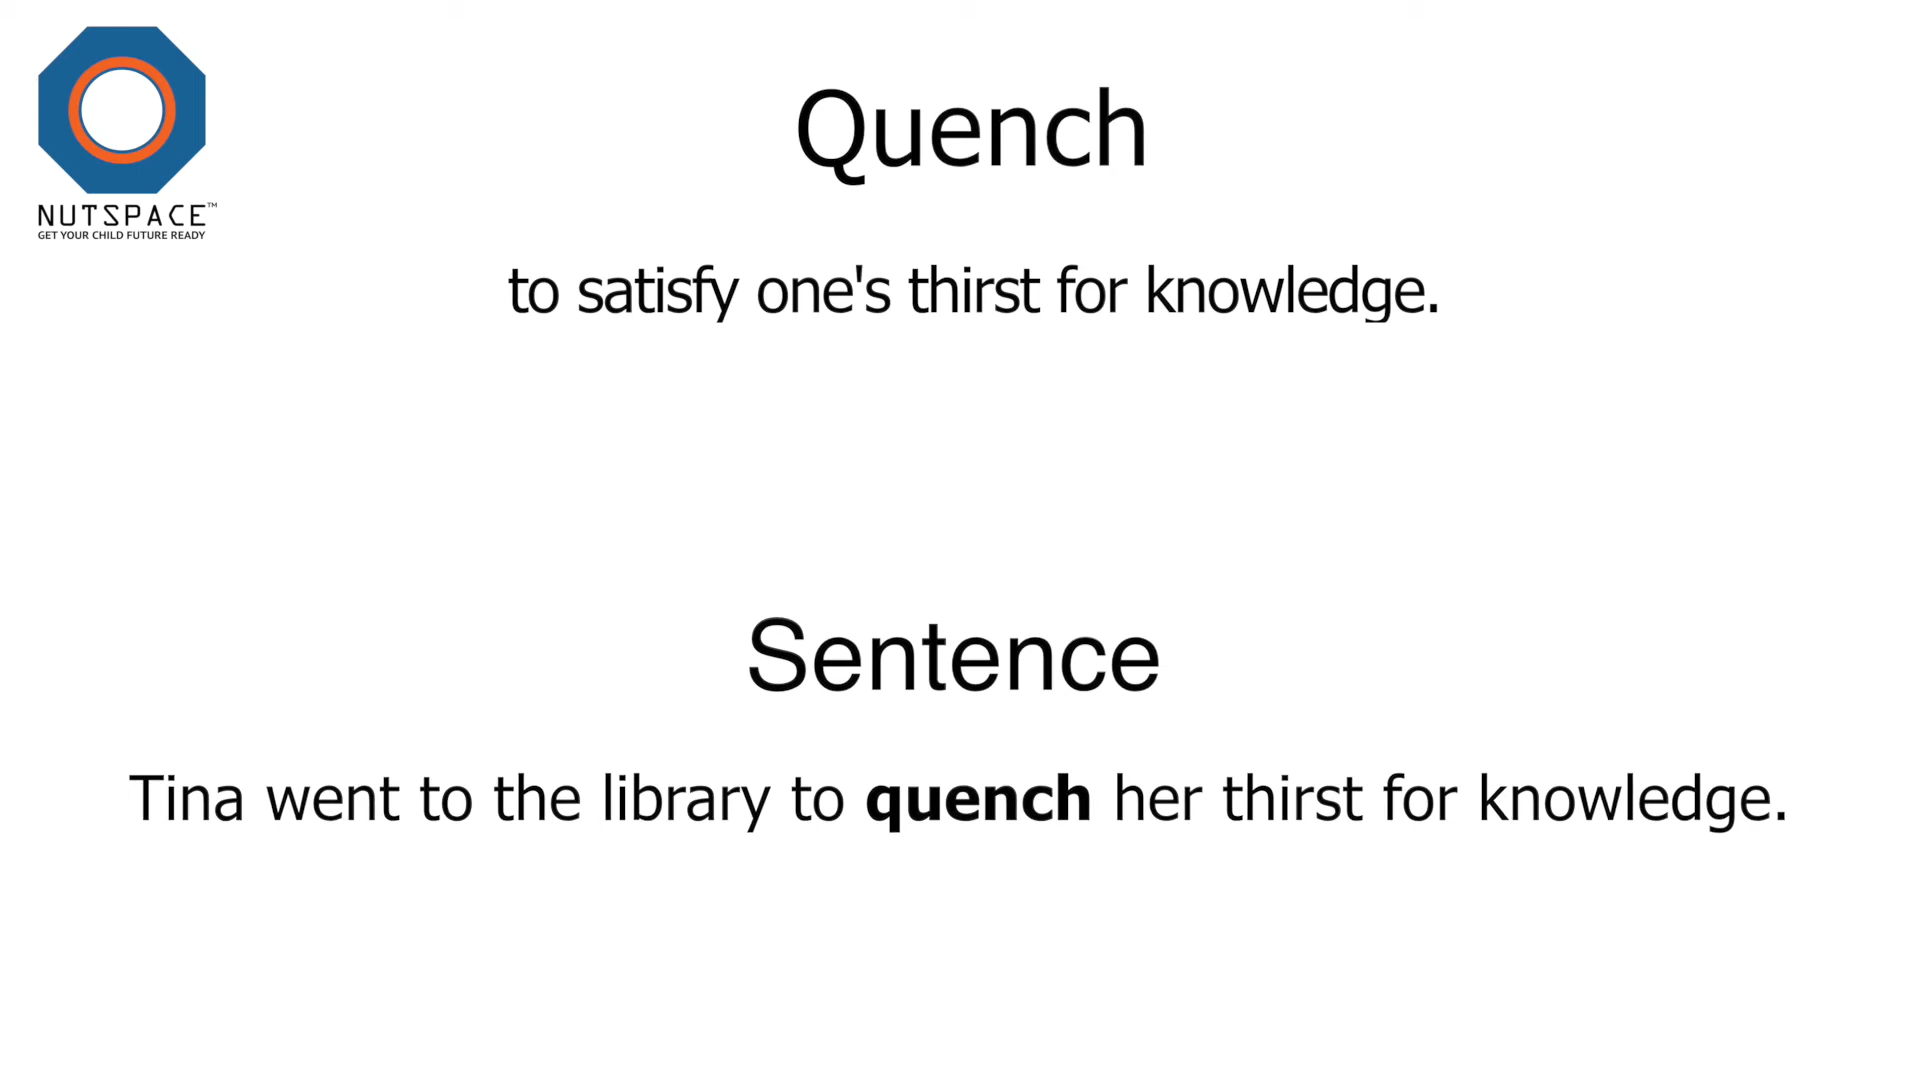 NUTSPACE™
GET YOUR CHILD FUTURE READY
Quench
to satisfy one's thirst for knowledge.
Sentence
Tina went to the library to quench her thirst for knowledge.